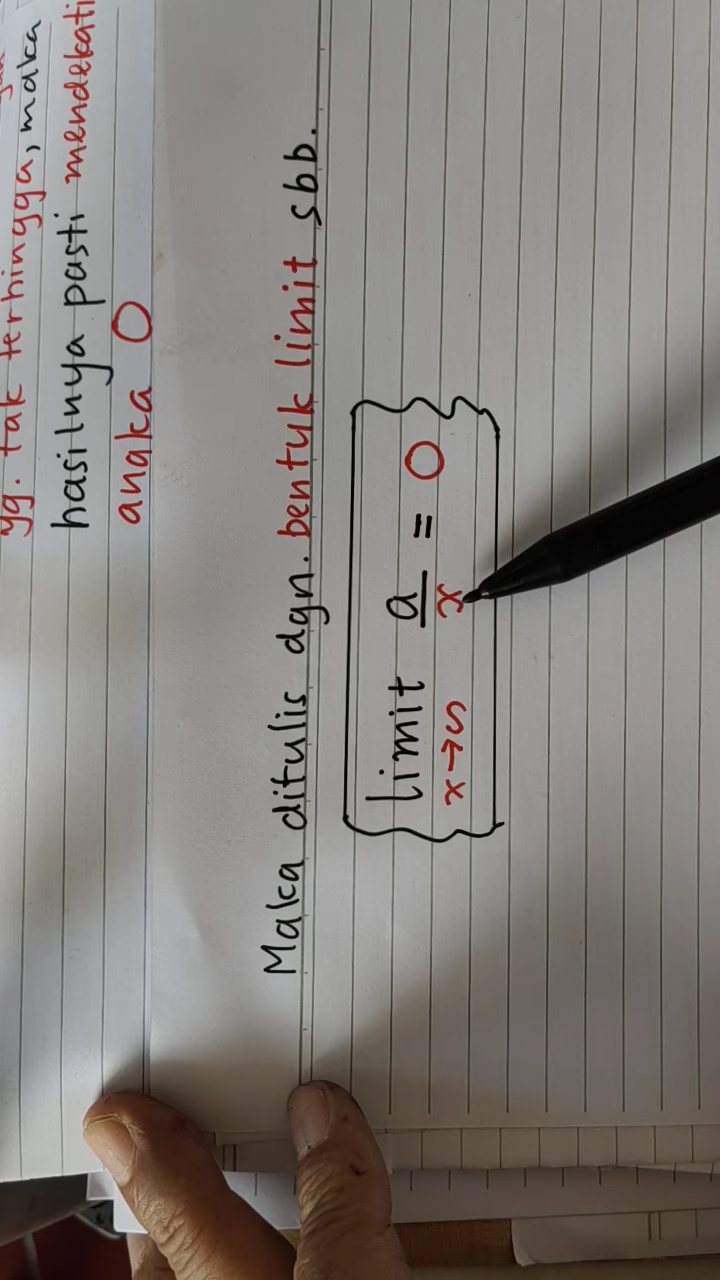 yg. tak terhingga, maka
hasilnya pasti mendekati
angka 0
Maka ditulis dgn. bentuk limit sbb.
limit a/x = 0
x→∽